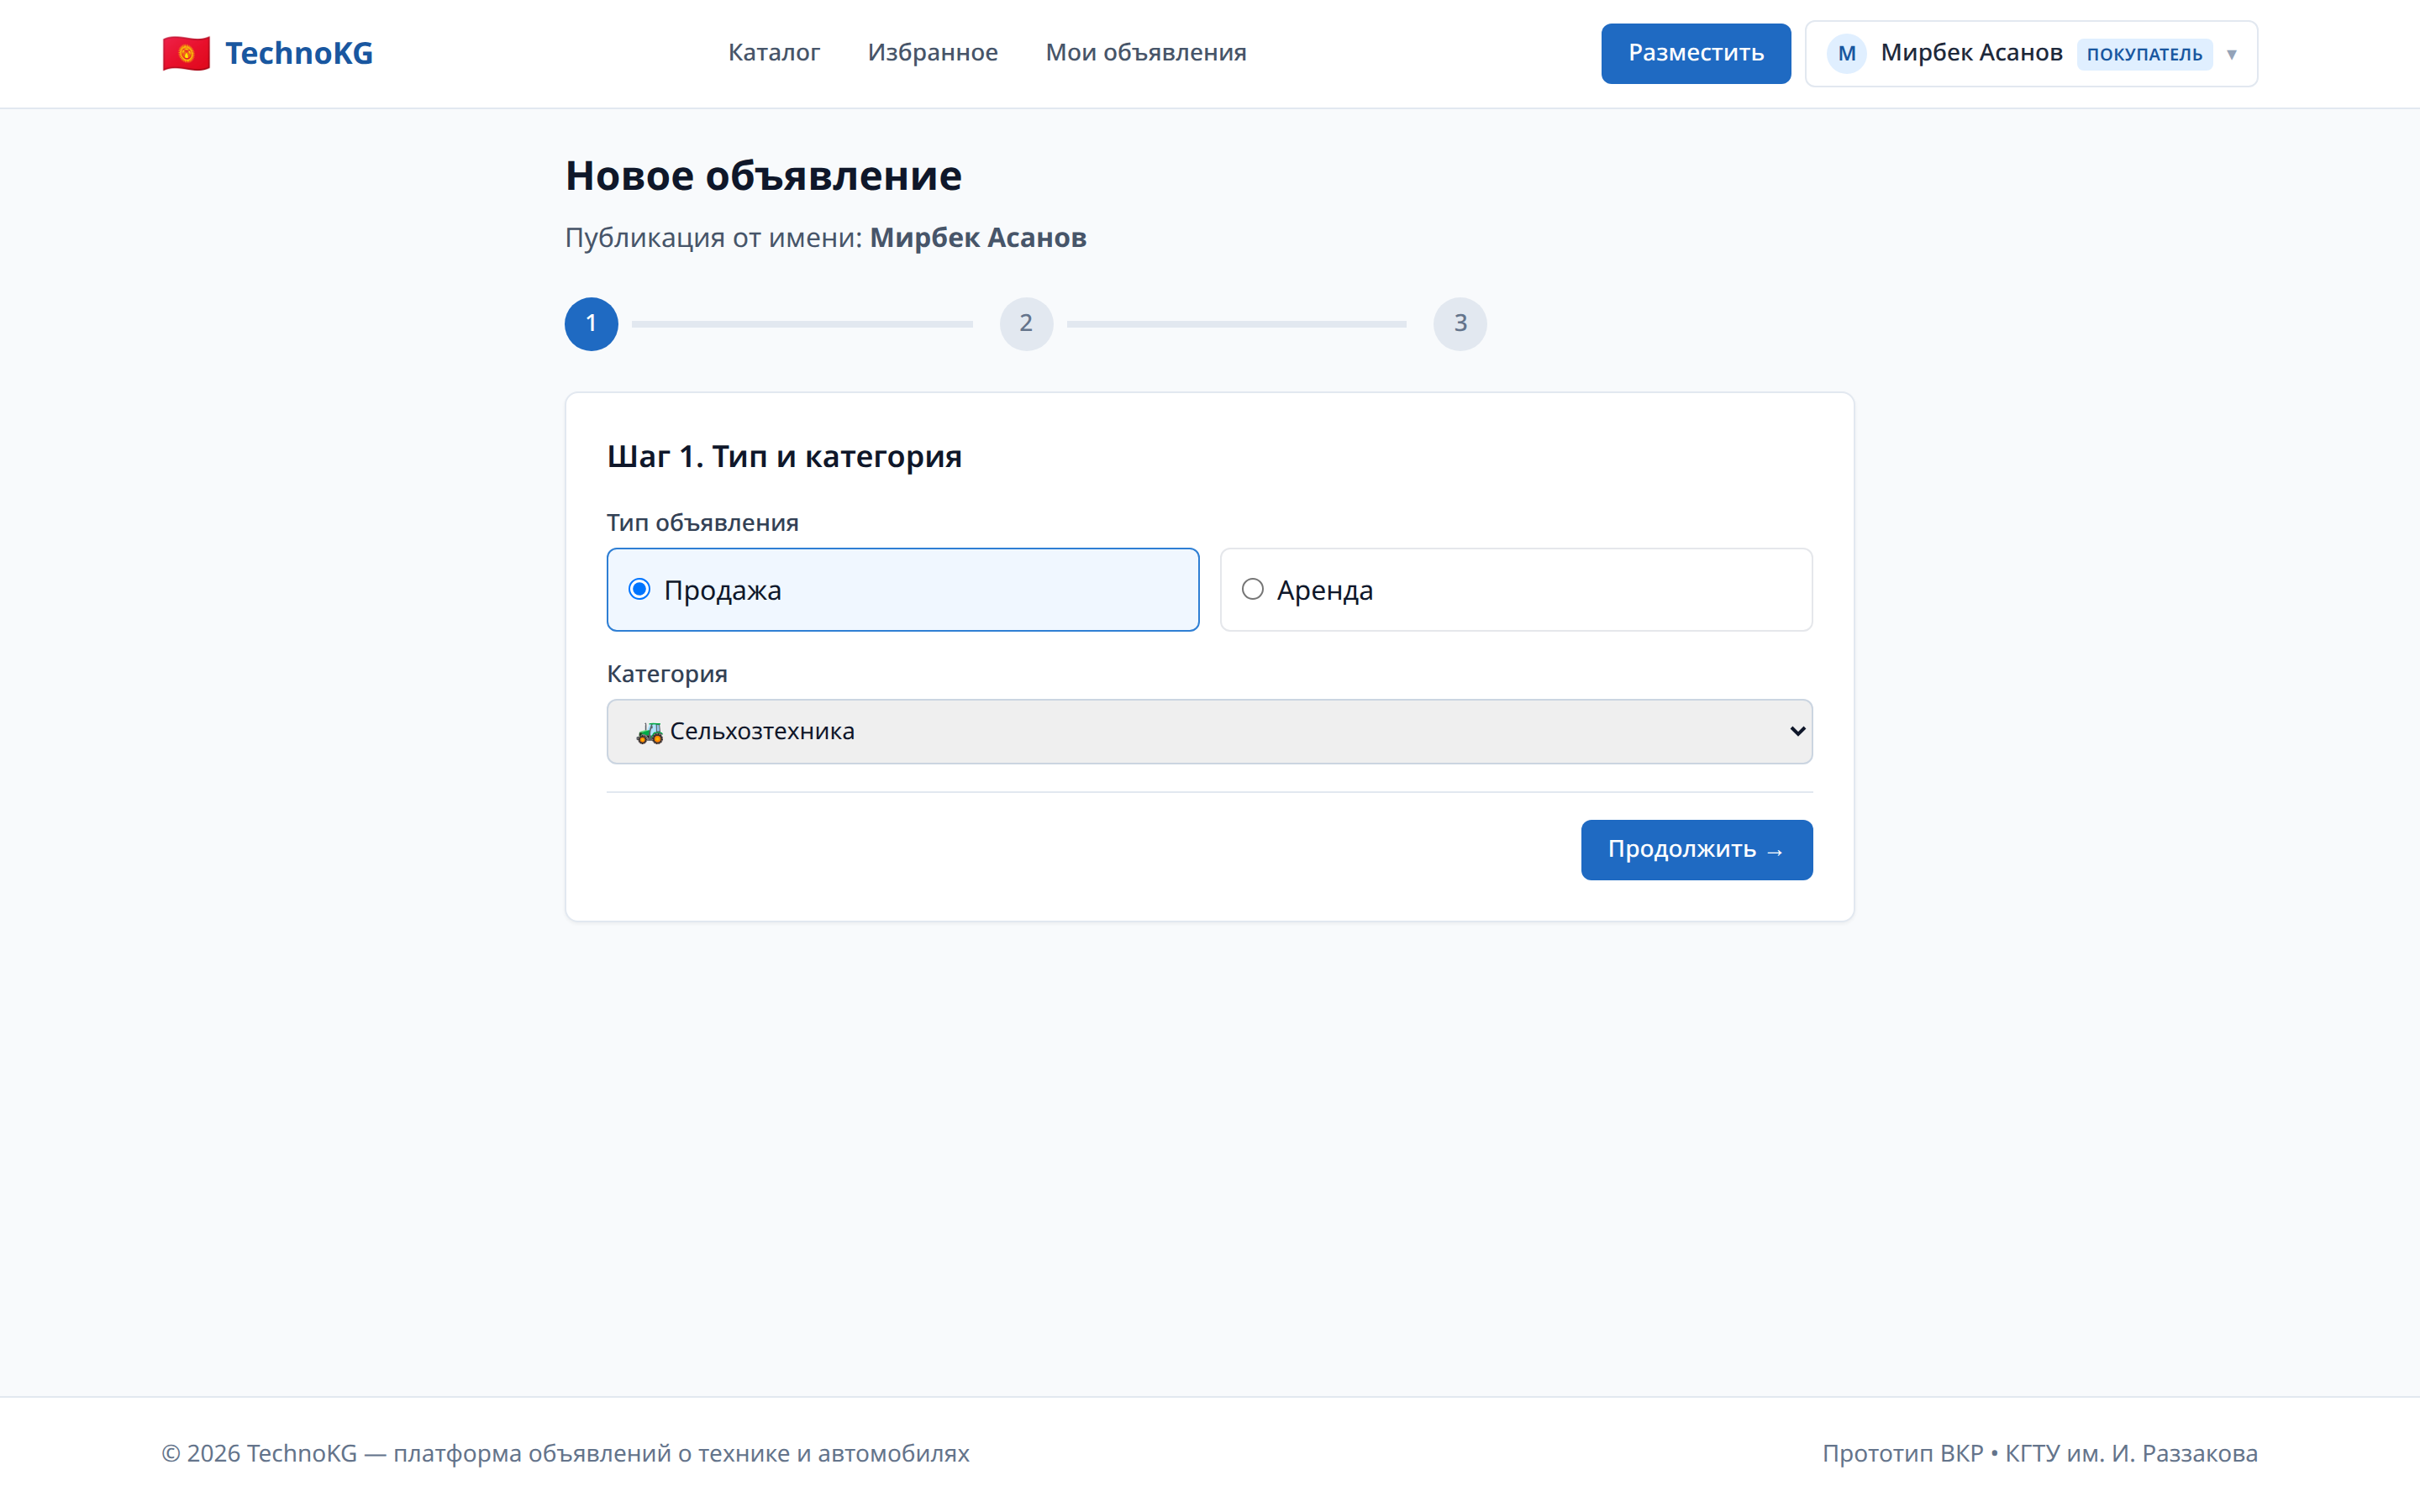 TechnoKG
Каталог Избранное Мои объявления
Разместить
М Мирбек Асанов ПОКУПАТЕЛЬ ▾
Новое объявление
Публикация от имени: Мирбек Асанов
1 2 3
Шаг 1. Тип и категория
Тип объявления
Продажа Аренда
Категория
Сельхозтехника
Продолжить →
© 2026 TechnoKG — платформа объявлений о технике и автомобилях
Прототип ВКР • КГТУ им. И. Раззакова